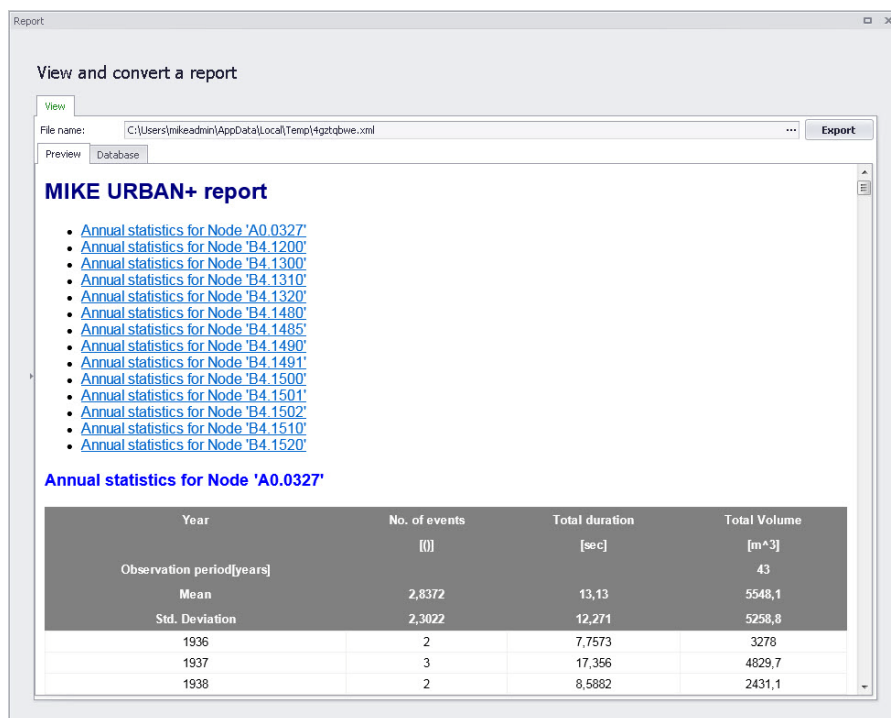 Report
View and convert a report
View
File name: C:\Users\mikeadmin\AppData\Local\Temp\4gztqbwe.xml ... Export
Preview Database
MIKE URBAN+ report
Annual statistics for Node 'A0.0327'
Annual statistics for Node 'B4.1200'
Annual statistics for Node 'B4.1300'
Annual statistics for Node 'B4.1310'
Annual statistics for Node 'B4.1320'
Annual statistics for Node 'B4.1480'
Annual statistics for Node 'B4.1485'
Annual statistics for Node 'B4.1490'
Annual statistics for Node 'B4.1491'
Annual statistics for Node 'B4.1500'
Annual statistics for Node 'B4.1501'
Annual statistics for Node 'B4.1502'
Annual statistics for Node 'B4.1510'
Annual statistics for Node 'B4.1520'
Annual statistics for Node 'A0.0327'
Year No. of events Total duration Total Volume
[()] [sec] [m^3]
Observation period[years] 43
Mean 2,8372 13,13 5548,1
Std. Deviation 2,3022 12,271 5258,8
1936 2 7,7573 3278
1937 3 17,356 4829,7
1938 2 8,5882 2431,1